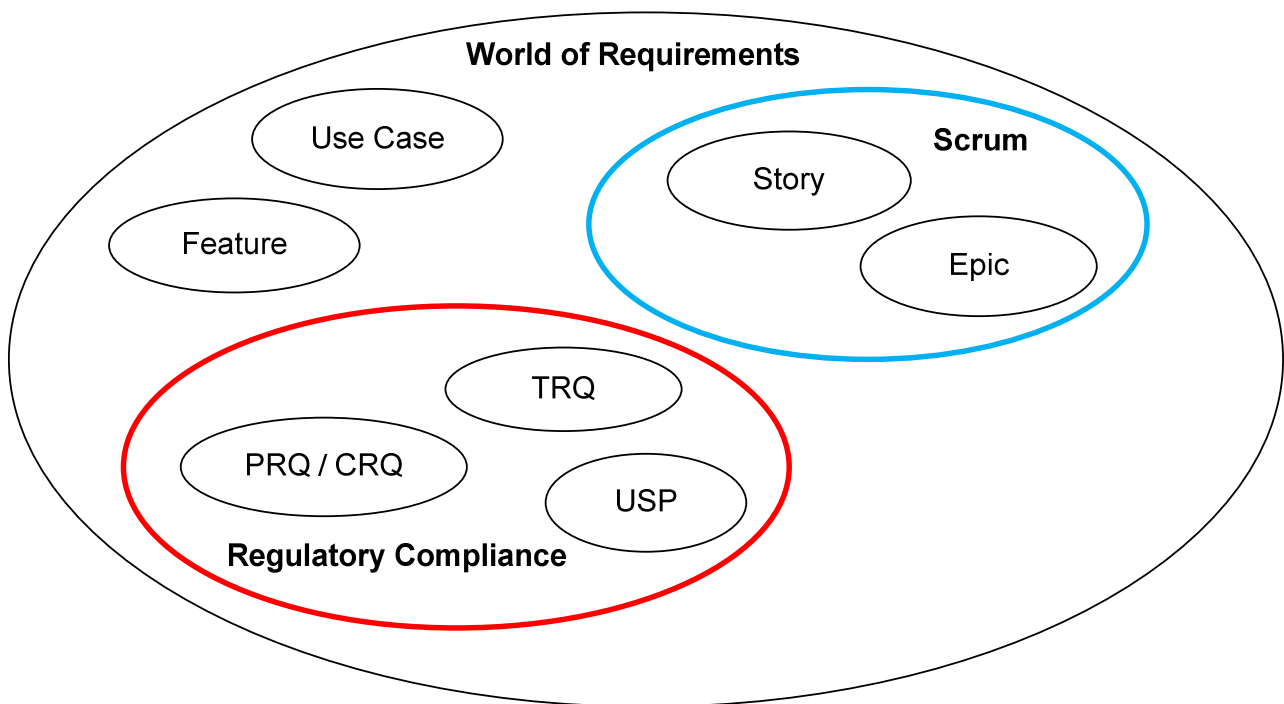 World of Requirements
Use Case
Scrum
Story
Feature
Epic
TRQ
PRQ / CRQ
USP
Regulatory Compliance